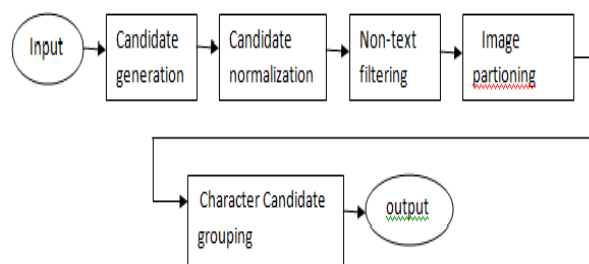 Input
Candidate
generation
Candidate
normalization
Non-text
filtering
Image
partioning
Character Candidate
grouping
output